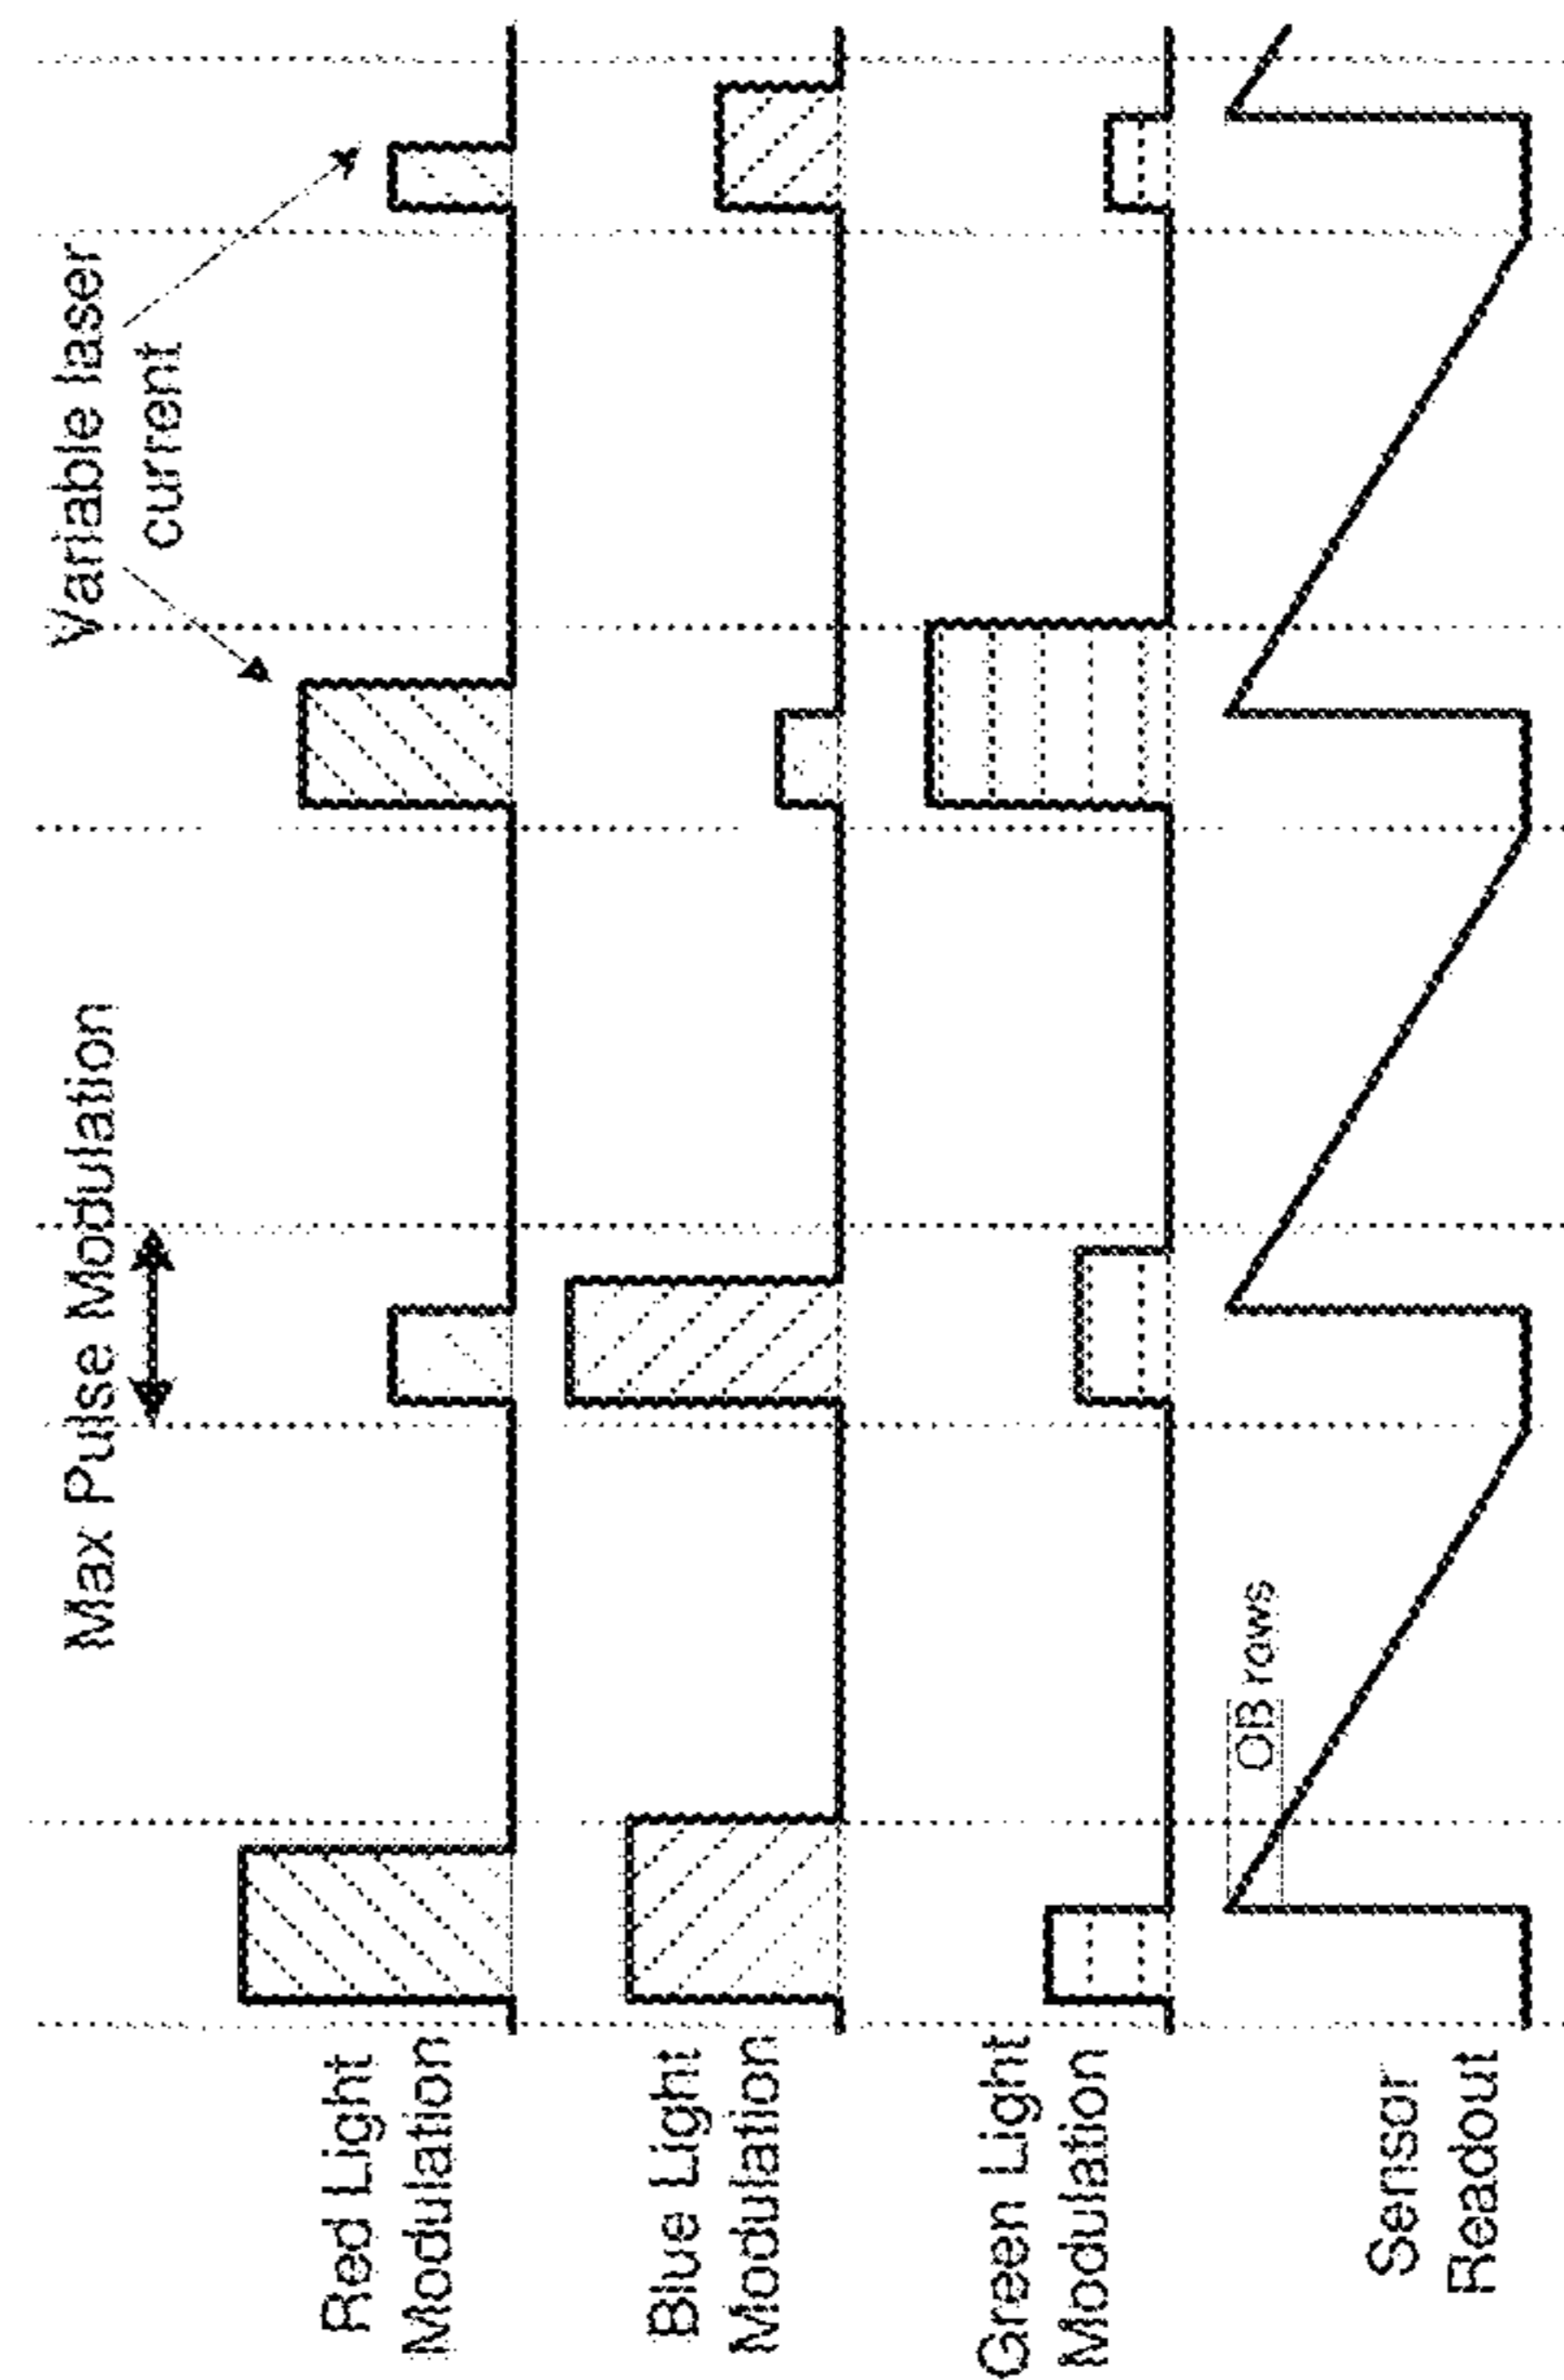 Max Pulse Modulation
Variable laser
current
Red Light
Modulation
Blue Light
Modulation
Green Light
Modulation
OB rows
Sensor
Readout